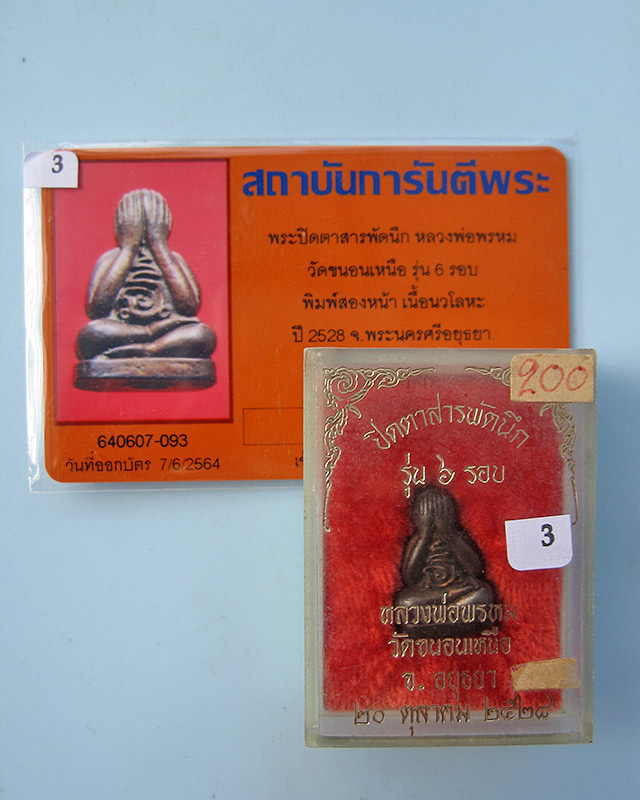 3
สถาบันการันตีพระ
พระปิดตาสารพัดนึก หลวงพ่อพรหม
วัดขนอนเหนือ รุ่น 6 รอบ
พิมพ์สองหน้า เนื้อนวโลหะ
ปี 2528 จ.พระนครศรีอยุธยา.
640607-093
วันที่ออกบัตร 7/6/2564
200
ปิดตาสารพัดนึก
รุ่น ๖ รอบ
3
หลวงพ่อพรหม
วัดขนอนเหนือ
จ. อยุธยา
๒๐ ตุลาคม ๒๕๒๘